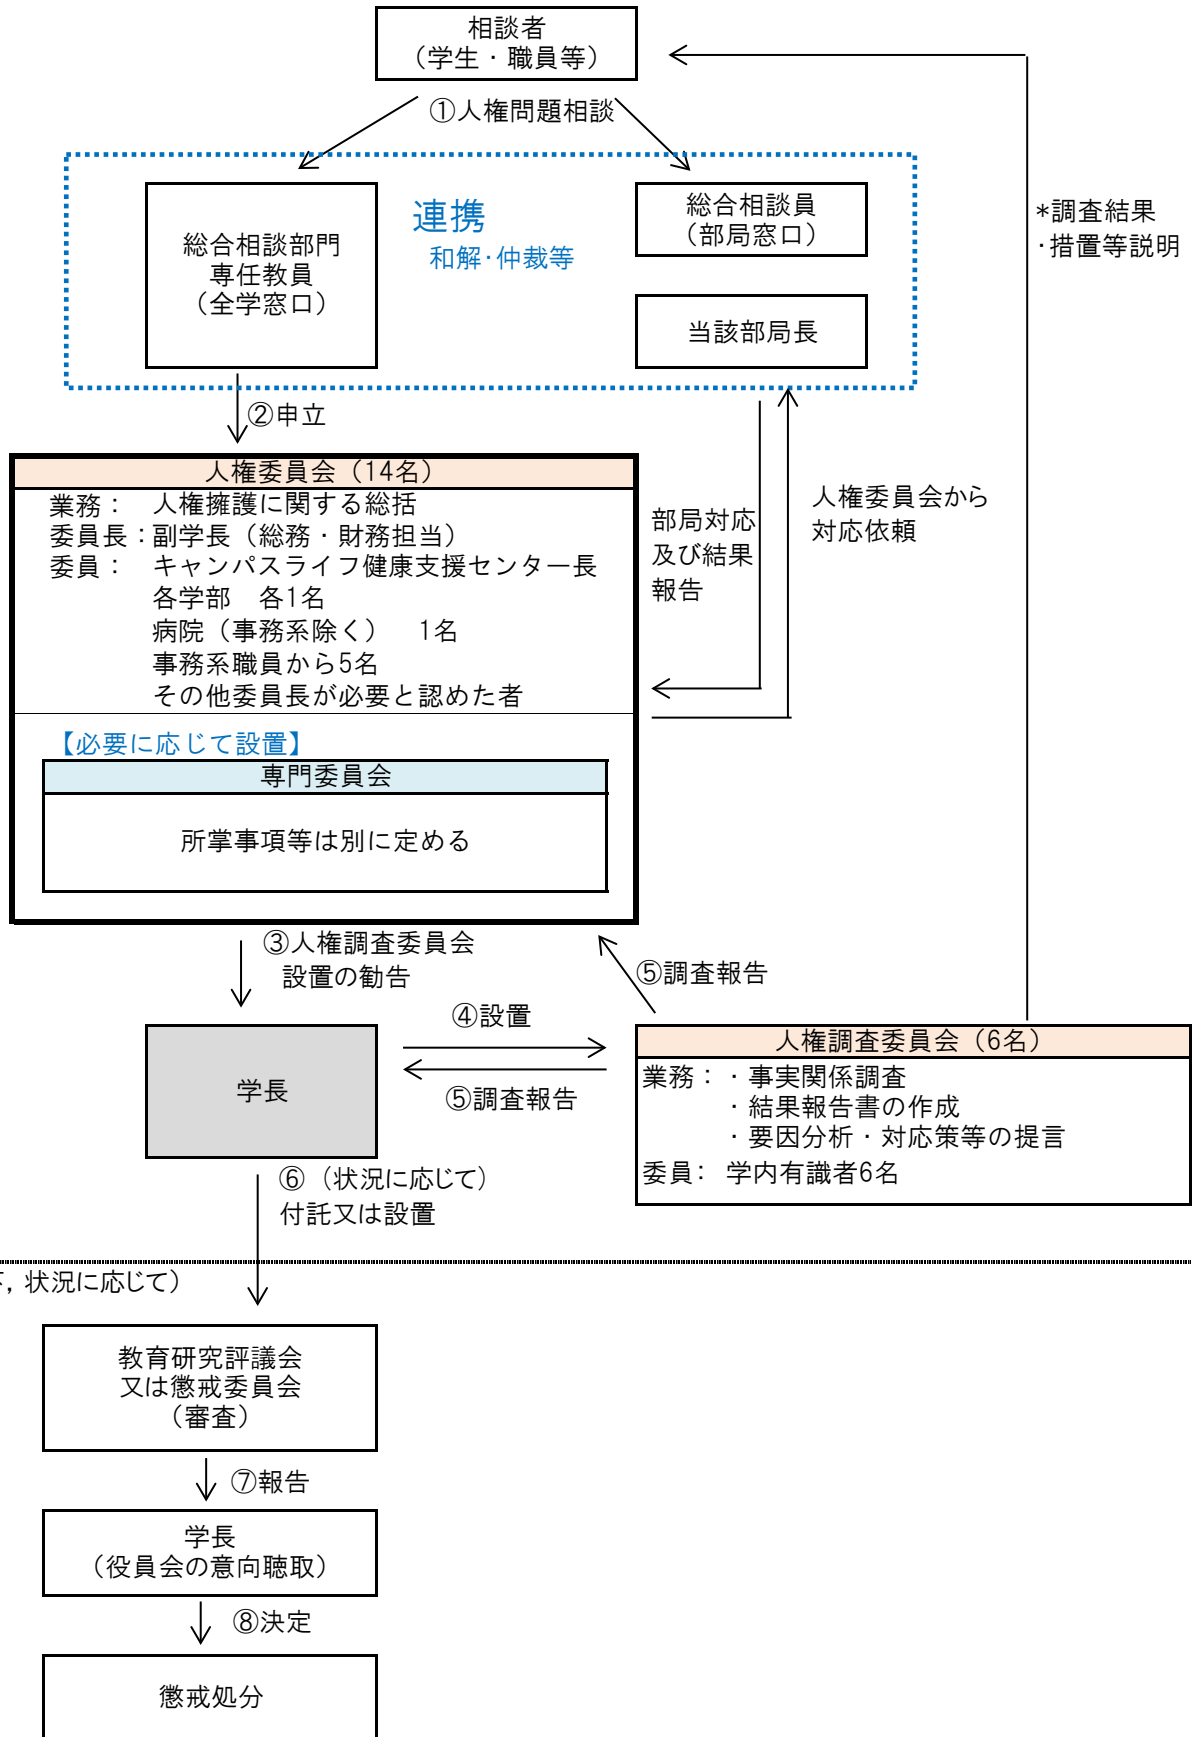 相談者
（学生・職員等）
①人権問題相談
連携
和解・仲裁等
総合相談部門
専任教員
（全学窓口）
総合相談員
（部局窓口）
当該部局長
*調査結果
・措置等説明
②申立
人権委員会（14名）
業務： 人権擁護に関する総括
委員長：副学長（総務・財務担当）
委員： キャンパスライフ健康支援センター長
各学部 各1名
病院（事務系除く） 1名
事務系職員から5名
その他委員長が必要と認めた者
部局対応
及び結果
報告
人権委員会から
対応依頼
【必要に応じて設置】
専門委員会
所掌事項等は別に定める
③人権調査委員会
設置の勧告
⑤調査報告
④設置
⑤調査報告
学長
人権調査委員会（6名）
業務：・事実関係調査
・結果報告書の作成
・要因分析・対応策等の提言
委員： 学内有識者6名
⑥（状況に応じて）
付託又は設置
，状況に応じて）
教育研究評議会
又は懲戒委員会
（審査）
⑦報告
学長
（役員会の意向聴取）
⑧決定
懲戒処分